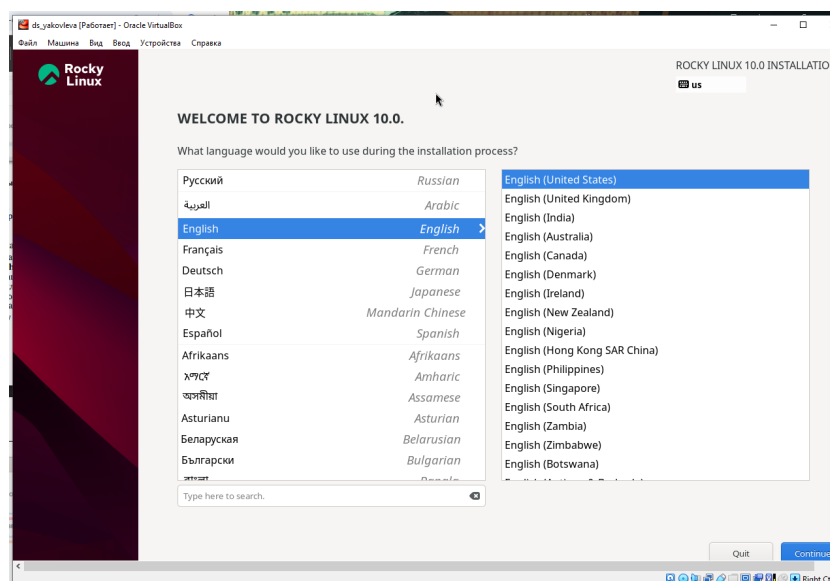 ds_yakovleva [Работает] - Oracle VirtualBox
Файл Машина Вид Ввод Устройства Справка
Rocky
Linux
ROCKY LINUX 10.0 INSTALLATIO
us
WELCOME TO ROCKY LINUX 10.0.
What language would you like to use during the installation process?
Русский Russian
العربية Arabic
English English
Français French
Deutsch German
日本語 Japanese
中文 Mandarin Chinese
Español Spanish
Afrikaans Afrikaans
አማርኛ Amharic
অসমীয়া Assamese
Asturianu Asturian
Беларуская Belarusian
Български Bulgarian
English (United States)
English (United Kingdom)
English (India)
English (Australia)
English (Canada)
English (Denmark)
English (Ireland)
English (New Zealand)
English (Nigeria)
English (Hong Kong SAR China)
English (Philippines)
English (Singapore)
English (South Africa)
English (Zambia)
English (Zimbabwe)
English (Botswana)
Type here to search.
Quit Continue
Right Ct